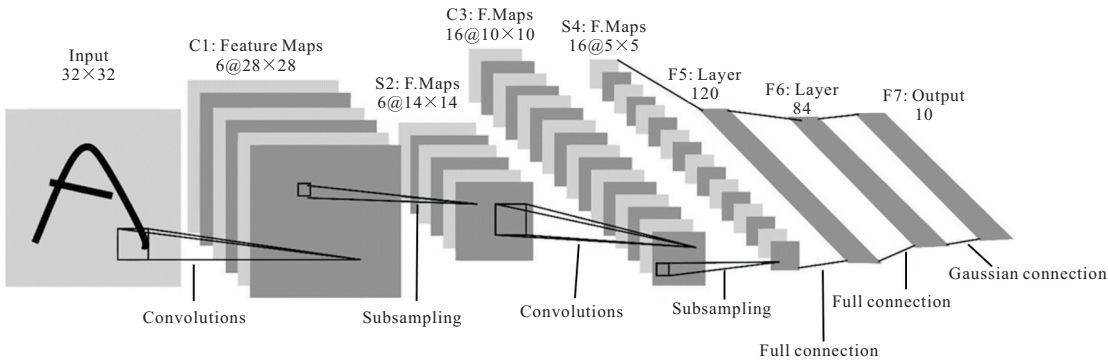 Input
32×32
C1: Feature Maps
6@28×28
S2: F.Maps
6@14×14
C3: F.Maps
16@10×10
S4: F.Maps
16@5×5
F5: Layer
120
F6: Layer
84
F7: Output
10
A
Convolutions
Subsampling
Convolutions
Subsampling
Full connection
Full connection
Gaussian connection